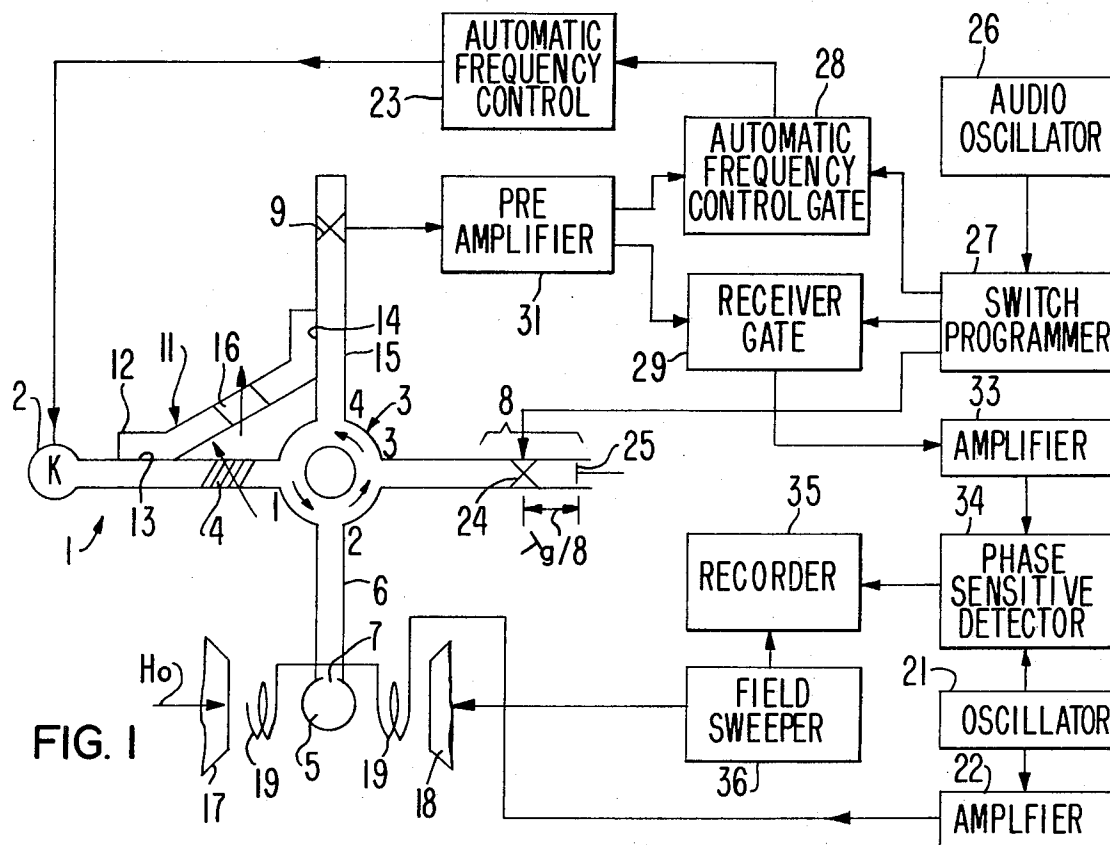 AUTOMATIC
FREQUENCY
CONTROL
23
26
AUDIO
OSCILLATOR
28
AUTOMATIC
FREQUENCY
CONTROL GATE
9
PRE
AMPLIFIER
31
27
SWITCH
PROGRAMMER
RECEIVER
GATE
29
14
15
16
11
12
2
K
13
4
1
1
4
3
3
2
8
24
25
λg/8
33
AMPLIFIER
34
PHASE
SENSITIVE
DETECTOR
35
RECORDER
6
7
5
Ho
17
19
19
18
FIELD
SWEEPER
36
21
OSCILLATOR
22
AMPLFIER
FIG. 1